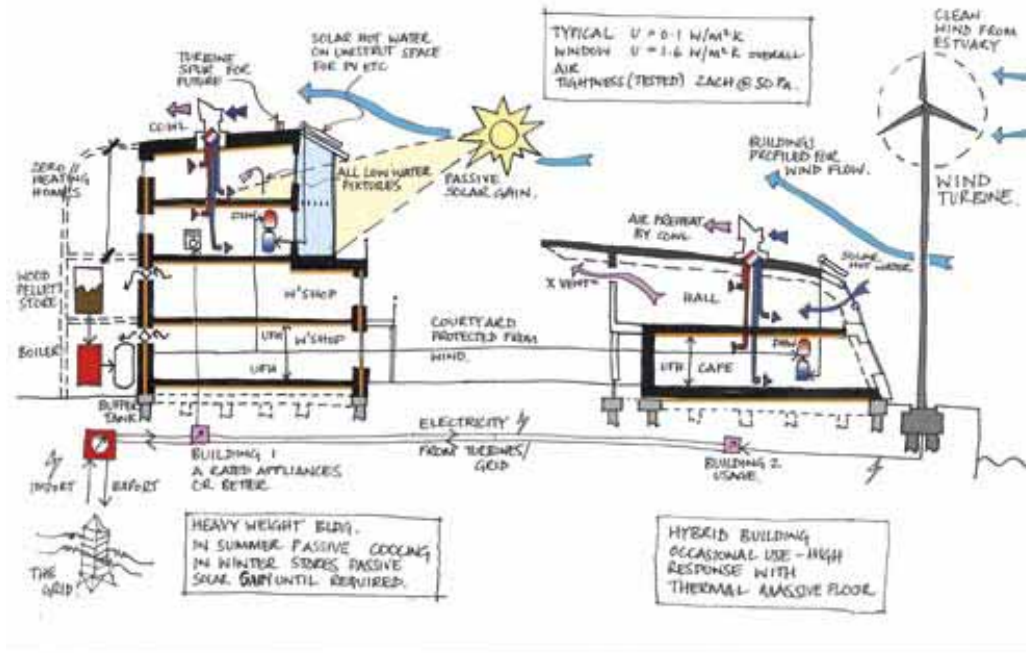 SOLAR HOT WATER
ON UNISTRUT SPACE
FOR PV ETC
TURBINE
SPUR FOR
FUTURE
COWL
ZERO
HEATING
HOMES
ALL LOW WATER
FIXTURES
PASSIVE
SOLAR GAIN.
TYPICAL U = 0.1 W/M²K
WINDOW U = 1.6 W/M²K OVERALL
AIR
TIGHTNESS (TESTED) 2ACH @ 50 PA.
CLEAN
WIND FROM
ESTUARY
BUILDINGS
PROFILED FOR
WIND FLOW.
WIND
TURBINE.
AIR PREHEAT
BY COWL
SOLAR
HOT WATER
X VENT
HALL
DHW
UFH
CAFE
DHW
WOOD
PELLET
STORE
BOILER
BUFFER
TANK
W'SHOP
UFH
W'SHOP
UFH
COURTYARD
PROTECTED FROM
WIND.
ELECTRICITY
FROM TURBINES/
GRID
BUILDING 1
A RATED APPLIANCES
OR BETTER
BUILDING 2
USAGE.
IMPORT
EXPORT
THE
GRID
HEAVY WEIGHT BLDG.
IN SUMMER PASSIVE COOLING
IN WINTER STORES PASSIVE
SOLAR GAIN UNTIL REQUIRED.
HYBRID BUILDING
OCCASIONAL USE - HIGH
RESPONSE WITH
THERMAL MASSIVE FLOOR